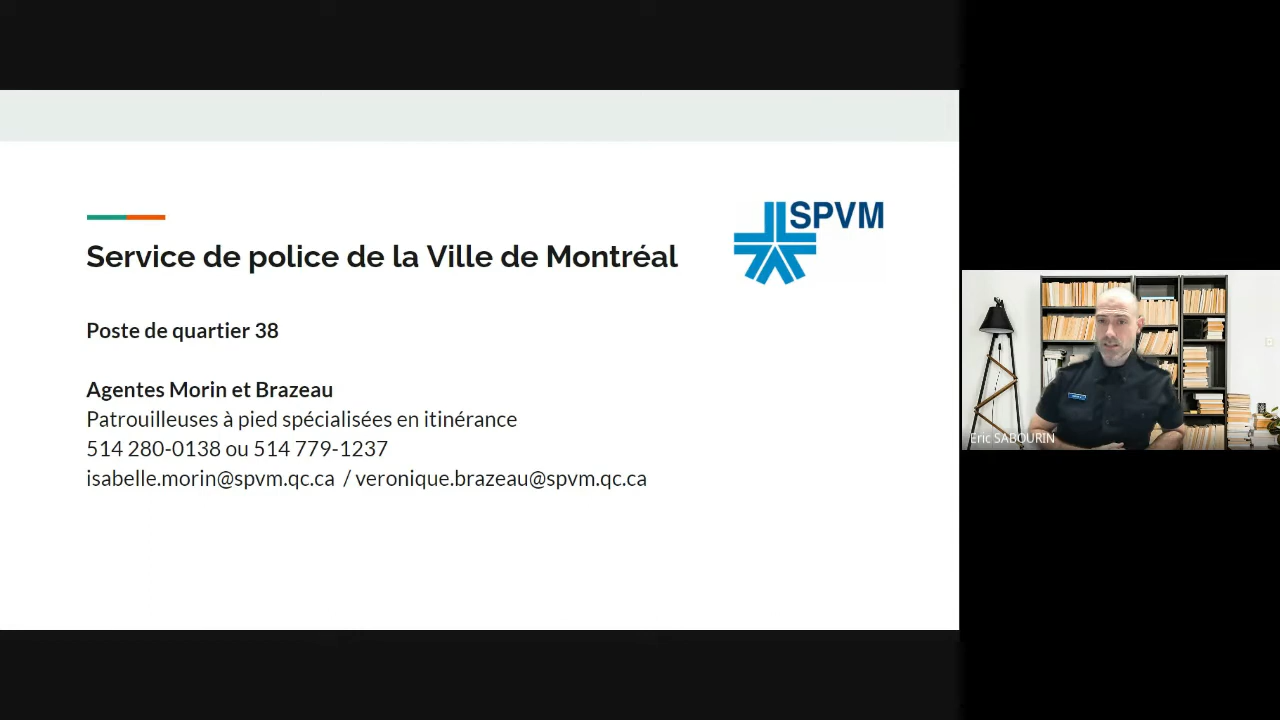 SPVM
Service de police de la Ville de Montréal
Poste de quartier 38
Agentes Morin et Brazeau
Patrouilleuses à pied spécialisées en itinérance
514 280-0138 ou 514 779-1237
isabelle.morin@spvm.qc.ca / veronique.brazeau@spvm.qc.ca
Eric SABOURIN